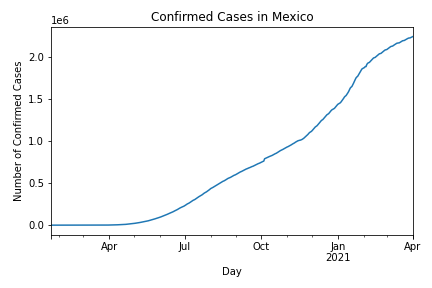 Confirmed Cases in Mexico
1e6
Number of Confirmed Cases
2.0
1.5
1.0
0.5
0.0
Apr Jul Oct Jan Apr
2021
Day